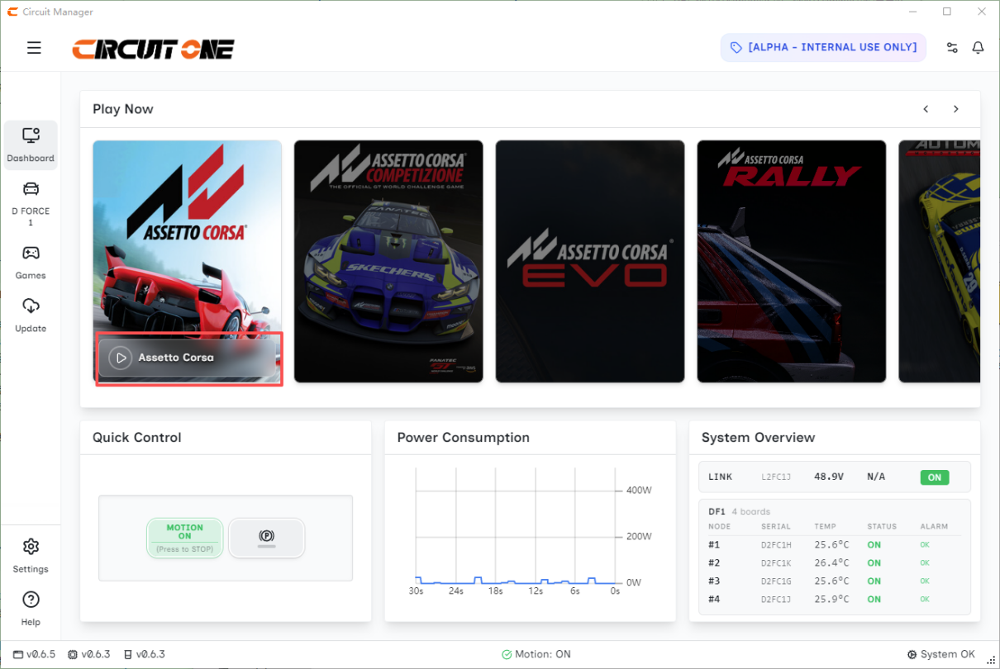 Circuit Manager
CIRCUIT ONE
[ALPHA - INTERNAL USE ONLY]
Dashboard
D FORCE
1
Games
Update
Settings
Help
Play Now
ASSETTO CORSA
Assetto Corsa
ASSETTO CORSA
COMPETIZIONE
THE OFFICIAL GT WORLD CHALLENGE GAME
FANATEC
SKECHERS
FANATEC
GT
ASSETTO CORSA
EVO
ASSETTO CORSA
RALLY
AUTOM
29
Quick Control
MOTION
ON
(Press to STOP)
P
Power Consumption
400W
200W
0W
30s 24s 18s 12s 6s 0s
System Overview
LINK L2FC1J 48.9V N/A ON
DF1 4 boards
NODE SERIAL TEMP STATUS ALARM
#1 D2FC1H 25.6°C ON OK
#2 D2FC1K 26.4°C ON OK
#3 D2FC1G 25.6°C ON OK
#4 D2FC1J 25.9°C ON OK
v0.6.5 v0.6.3 v0.6.3
Motion: ON
System OK